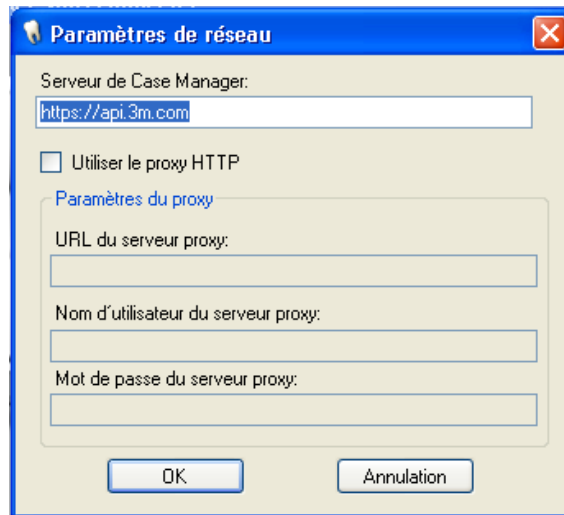 Paramètres de réseau
Serveur de Case Manager:
https://api.3m.com
Utiliser le proxy HTTP
Paramètres du proxy
URL du serveur proxy:
Nom d´utilisateur du serveur proxy:
Mot de passe du serveur proxy:
OK Annulation